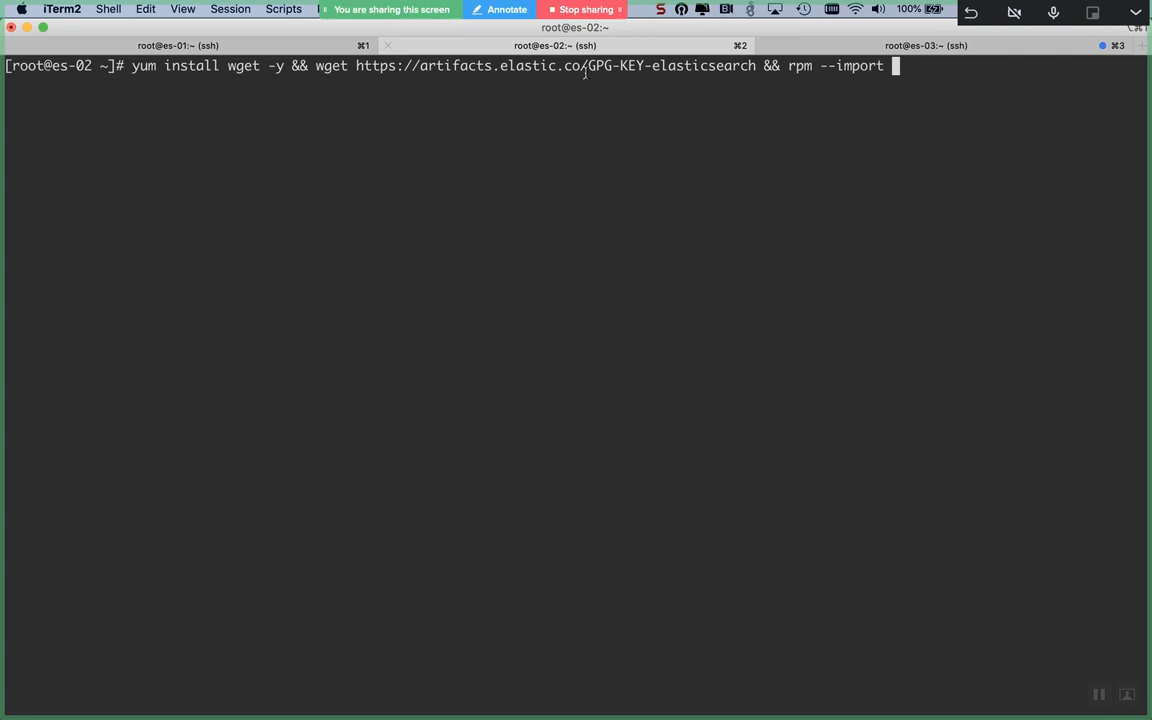 iTerm2 Shell Edit View Session Scripts You are sharing this screen Annotate Stop sharing 100%
root@es-02:~
root@es-01:~ (ssh) ⌘1 root@es-02:~ (ssh) ⌘2 root@es-03:~ (ssh) ⌘3
[root@es-02 ~]# yum install wget -y && wget https://artifacts.elastic.co/GPG-KEY-elasticsearch && rpm --import